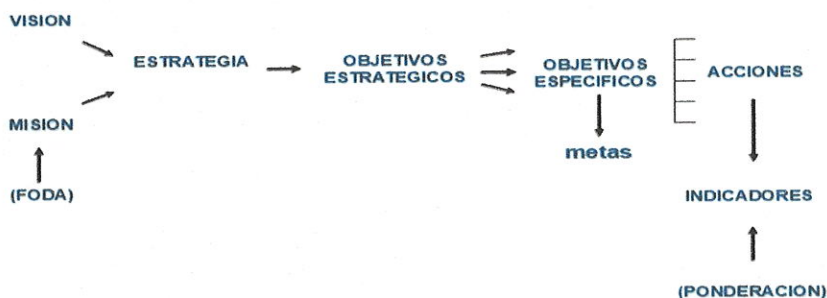 VISION
ESTRATEGIA
OBJETIVOS
ESTRATEGICOS
OBJETIVOS
ESPECIFICOS
ACCIONES
MISION
metas
(FODA)
INDICADORES
(PONDERACION)